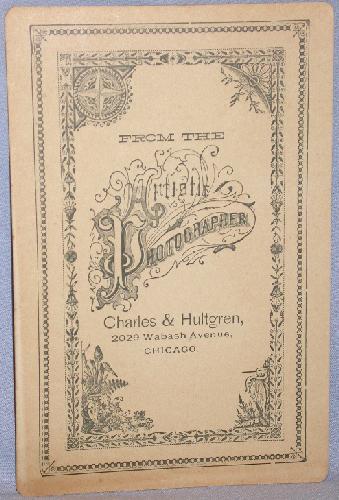 FROM THE
Artistic
PHOTOGRAPHER
Charles & Hultgren,
2029 Wabash Avenue,
CHICAGO.